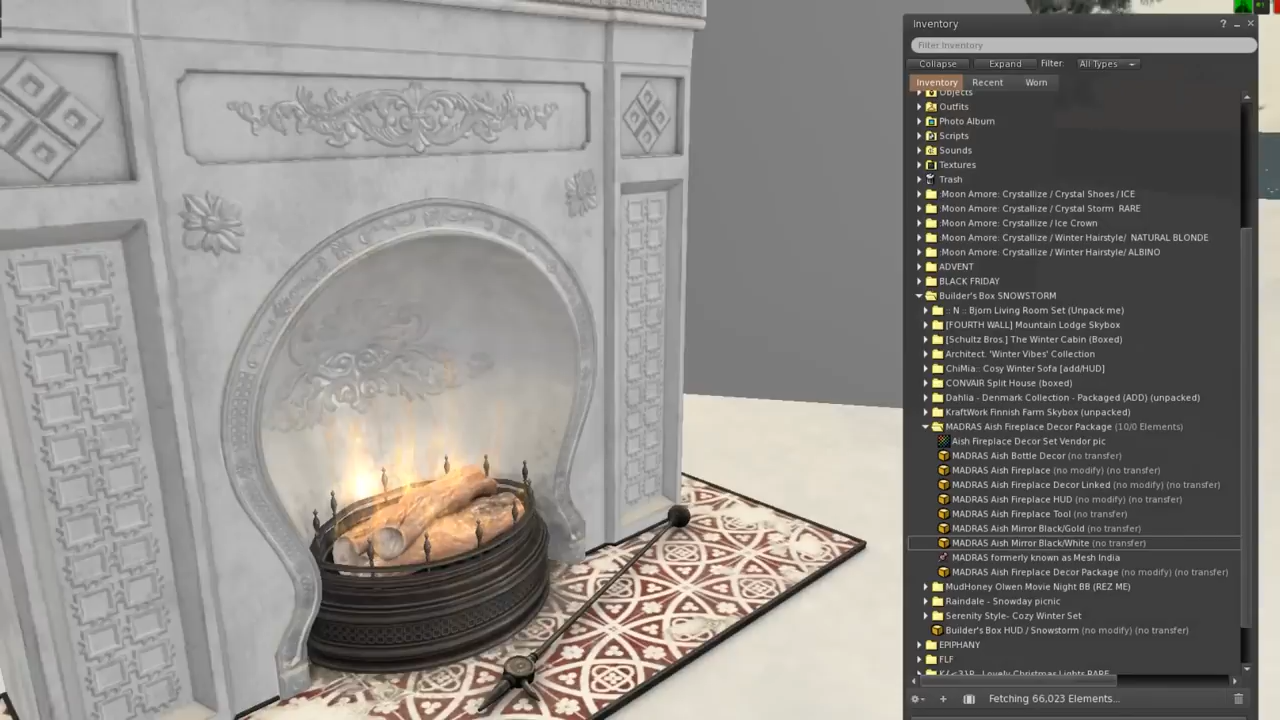 Inventory
?
Filter Inventory
Collapse Expand Filter: All Types
Inventory Recent Worn
Objects
Outfits
Photo Album
Scripts
Sounds
Textures
Trash
:Moon Amore: Crystallize / Crystal Shoes / ICE
:Moon Amore: Crystallize / Crystal Storm RARE
:Moon Amore: Crystallize / Ice Crown
:Moon Amore: Crystallize / Winter Hairstyle/ NATURAL BLONDE
:Moon Amore: Crystallize / Winter Hairstyle/ ALBINO
ADVENT
BLACK FRIDAY
Builder's Box SNOWSTORM
:: N :: Bjorn Living Room Set (Unpack me)
[FOURTH WALL] Mountain Lodge Skybox
[Schultz Bros.] The Winter Cabin (Boxed)
Architect. 'Winter Vibes' Collection
ChiMia:: Cosy Winter Sofa [add/HUD]
CONVAIR Split House (boxed)
Dahlia - Denmark Collection - Packaged (ADD) (unpacked)
KraftWork Finnish Farm Skybox (unpacked)
MADRAS Aish Fireplace Decor Package (10/0 Elements)
Aish Fireplace Decor Set Vendor pic
MADRAS Aish Bottle Decor (no transfer)
MADRAS Aish Fireplace (no modify) (no transfer)
MADRAS Aish Fireplace Decor Linked (no modify) (no transfer)
MADRAS Aish Fireplace HUD (no modify) (no transfer)
MADRAS Aish Fireplace Tool (no transfer)
MADRAS Aish Mirror Black/Gold (no transfer)
MADRAS Aish Mirror Black/White (no transfer)
MADRAS formerly known as Mesh India
MADRAS Aish Fireplace Decor Package (no modify) (no transfer)
MudHoney Olwen Movie Night BB (REZ ME)
Raindale - Snowday picnic
Serenity Style- Cozy Winter Set
Builder's Box HUD / Snowstorm (no modify) (no transfer)
EPIPHANY
FLF
Lovely Christmas Lights RARE
Fetching 66,023 Elements...